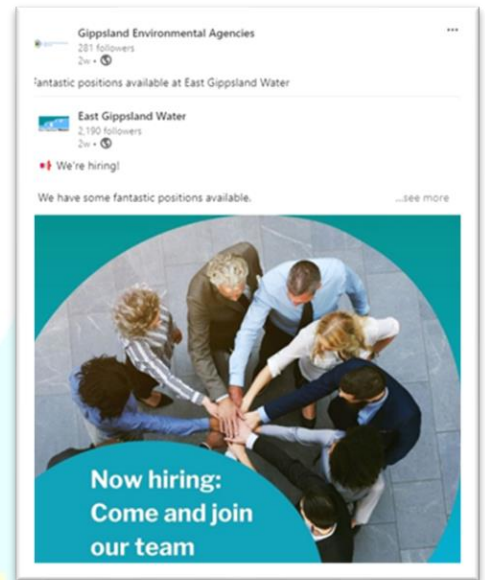 Gippsland Environmental Agencies
281 followers
2w •
Fantastic positions available at East Gippsland Water
East Gippsland Water
2,190 followers
2w •
We're hiring!
We have some fantastic positions available.
...see more
Now hiring:
Come and join
our team